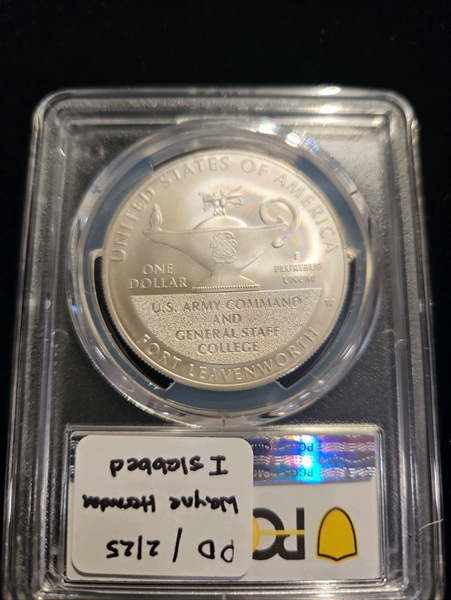 UNITED STATES OF AMERICA
ONE
DOLLAR
E
PLURIBUS
UNUM
W
U.S. ARMY COMMAND
AND
GENERAL STAFF
COLLEGE
FORT LEAVENWORTH
PD / 2/25
Wayne Herndon
I slabbed
PC